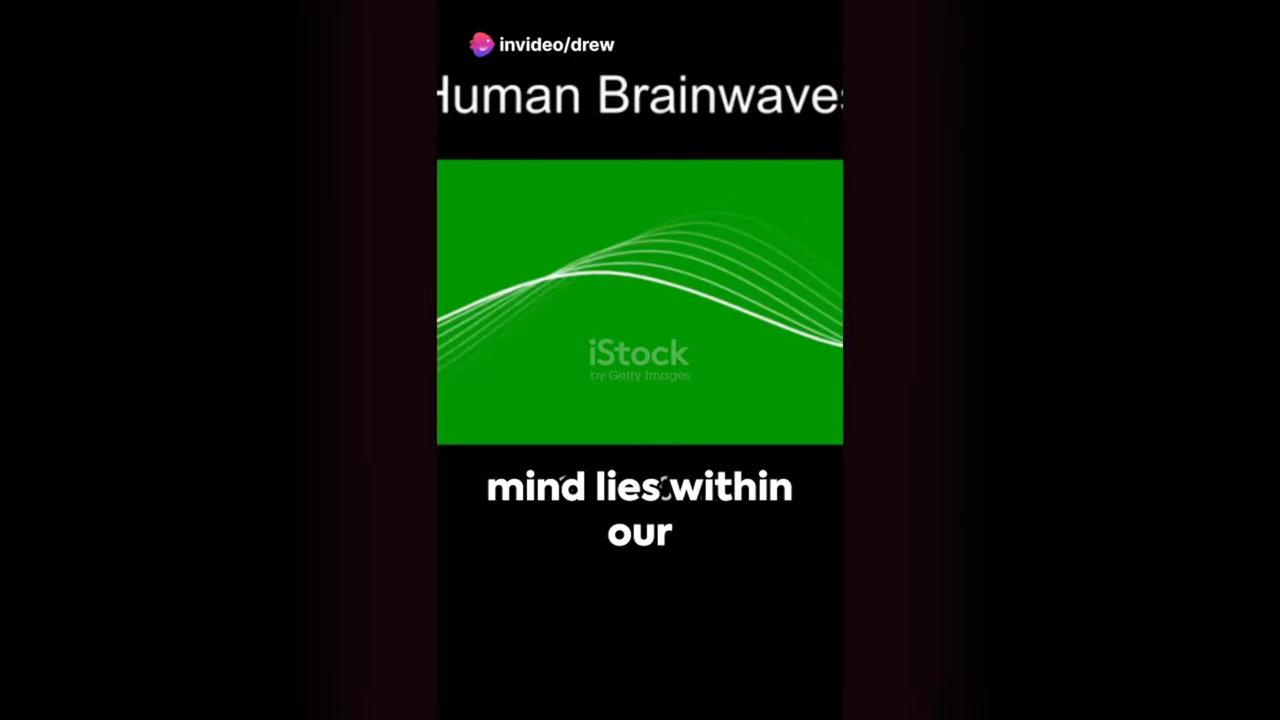 invideo/drew
Human Brainwaves
iStock
by Getty Images
mind lies within
our